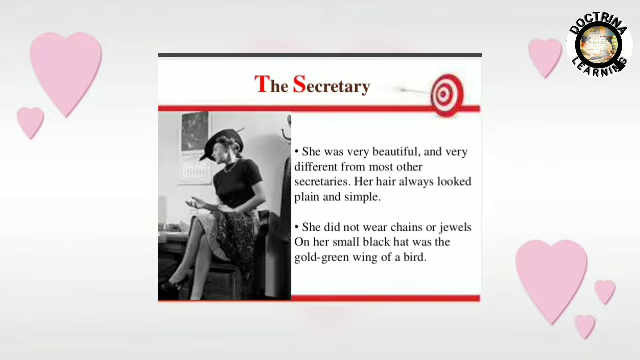 DOCTRINA
LEARNING
The Secretary
• She was very beautiful, and very
different from most other
secretaries. Her hair always looked
plain and simple.
• She did not wear chains or jewels
On her small black hat was the
gold-green wing of a bird.